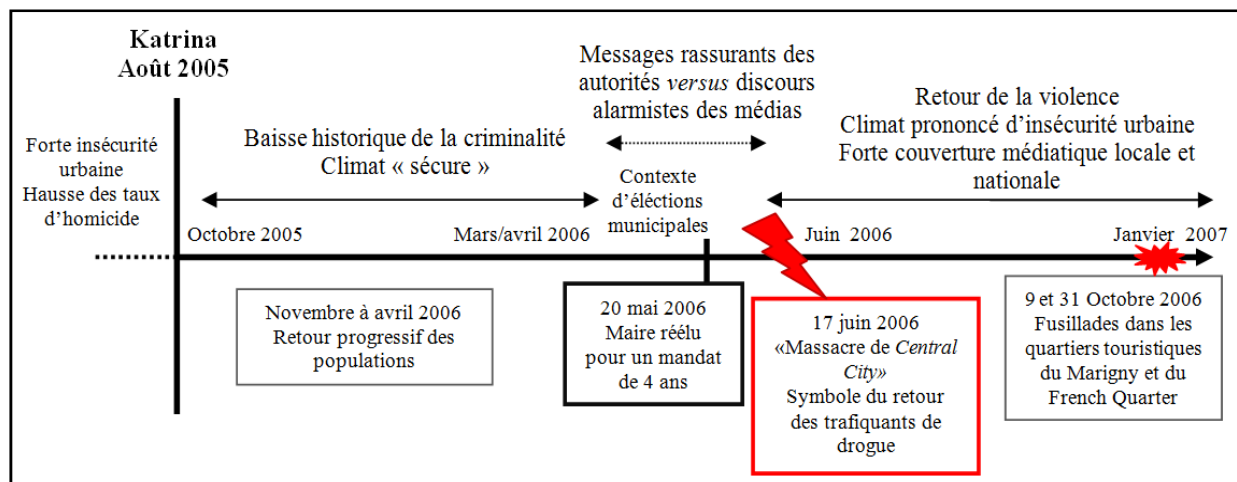 Katrina
Août 2005
Forte insécurité
urbaine
Hausse des taux
d’homicide
Baisse historique de la criminalité
Climat « sécure »
Messages rassurants des
autorités versus discours
alarmistes des médias
Contexte
d’éléctions
municipales
Retour de la violence
Climat prononcé d’insécurité urbaine
Forte couverture médiatique locale et
nationale
Octobre 2005
Mars/avril 2006
Juin 2006
Janvier 2007
Novembre à avril 2006
Retour progressif des
populations
20 mai 2006
Maire réélu
pour un mandat
de 4 ans
17 juin 2006
«Massacre de Central
City»
Symbole du retour
des trafiquants de
drogue
9 et 31 Octobre 2006
Fusillades dans les
quartiers touristiques
du Marigny et du
French Quarter